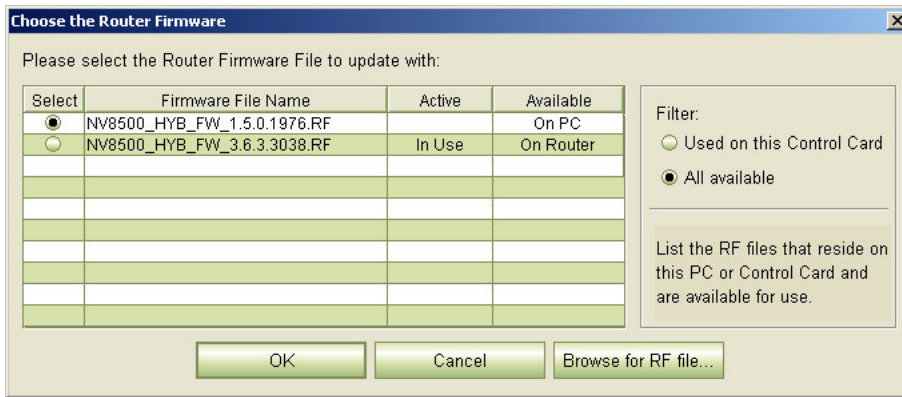 Choose the Router Firmware
Please select the Router Firmware File to update with:
Select Firmware File Name Active Available
NV8500_HYB_FW_1.5.0.1976.RF On PC
NV8500_HYB_FW_3.6.3.3038.RF In Use On Router
Filter:
Used on this Control Card
All available
List the RF files that reside on
this PC or Control Card and
are available for use.
OK Cancel Browse for RF file...